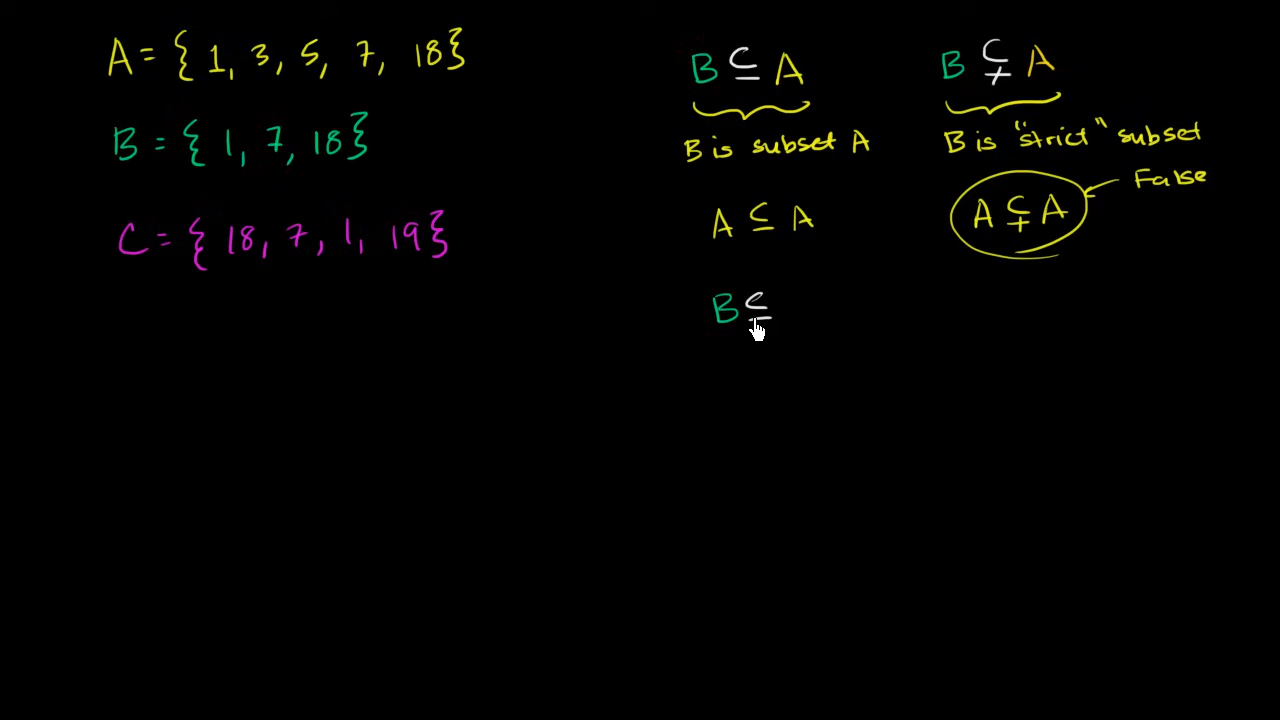 A = { 1, 3, 5, 7, 18}
B = { 1, 7, 18}
C = { 18, 7, 1, 19}
B ⊆ A
B is subset A
A ⊆ A
B ⊆
B ⊊ A
B is "strict" subset
False
A ⊊ A